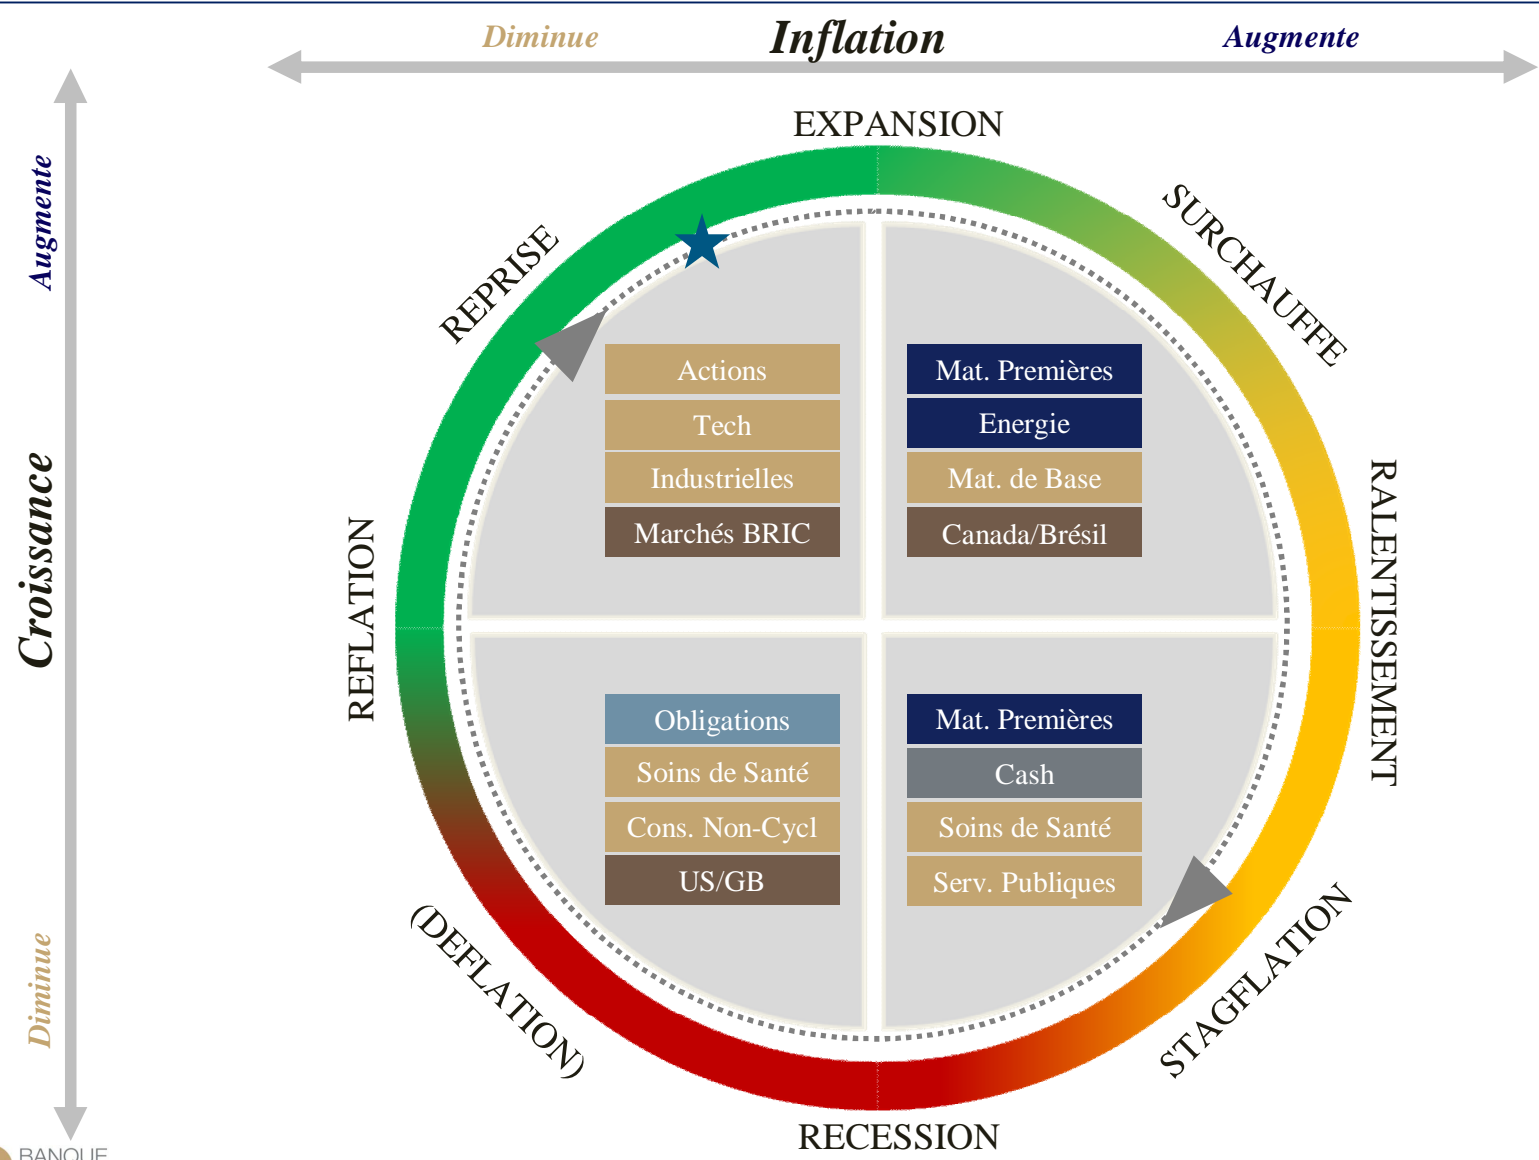 Diminue
Inflation
Augmente
Augmente
Croissance
Diminue
EXPANSION
SURCHAUFFE
RALENTISSEMENT
STAGFLATION
RECESSION
(DEFLATION)
REFLATION
REPRISE
Actions
Tech
Industrielles
Marchés BRIC
Mat. Premières
Energie
Mat. de Base
Canada/Brésil
Obligations
Soins de Santé
Cons. Non-Cycl
US/GB
Mat. Premières
Cash
Soins de Santé
Serv. Publiques
BANQUE